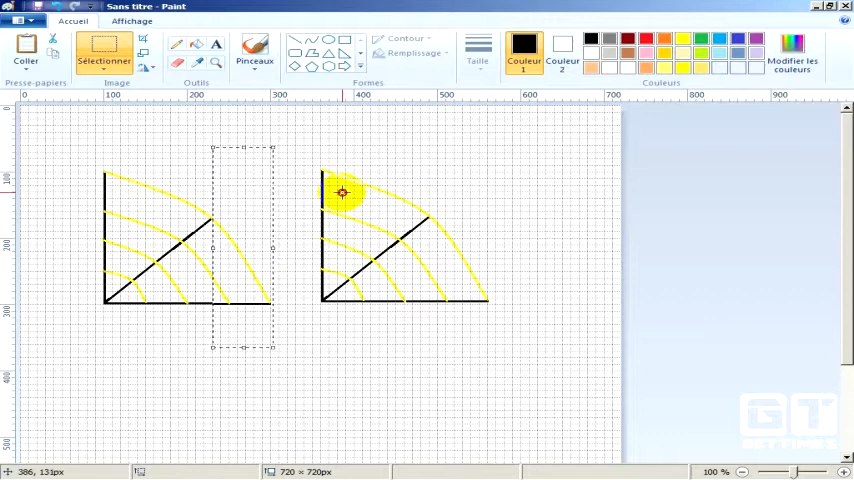 Sans titre - Paint
Accueil
Affichage
Coller
Sélectionner
A
Pinceaux
Contour
Remplissage
Taille
Couleur 1
Couleur 2
Modifier les couleurs
Presse-papiers
Image
Outils
Formes
Couleurs
0 100 200 300 400 500 600 700 800 900
0
100
200
300
400
500
GT
386, 131px
720 × 720px
100 %